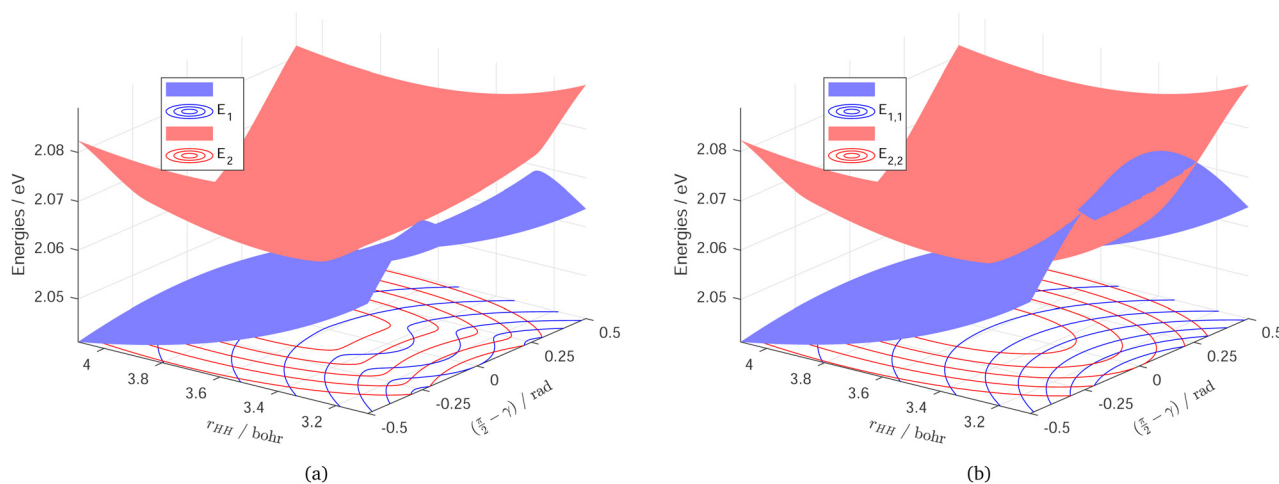 E₁
E₂
2.08
2.07
2.06
2.05
Energies / eV
4
3.8
3.6
3.4
3.2
r_HH / bohr
-0.5
-0.25
0
0.25
0.5
(π/2 − γ) / rad
(a)
E₁,₁
E₂,₂
2.08
2.07
2.06
2.05
Energies / eV
4
3.8
3.6
3.4
3.2
r_HH / bohr
-0.5
-0.25
0
0.25
0.5
(π/2 − γ) / rad
(b)